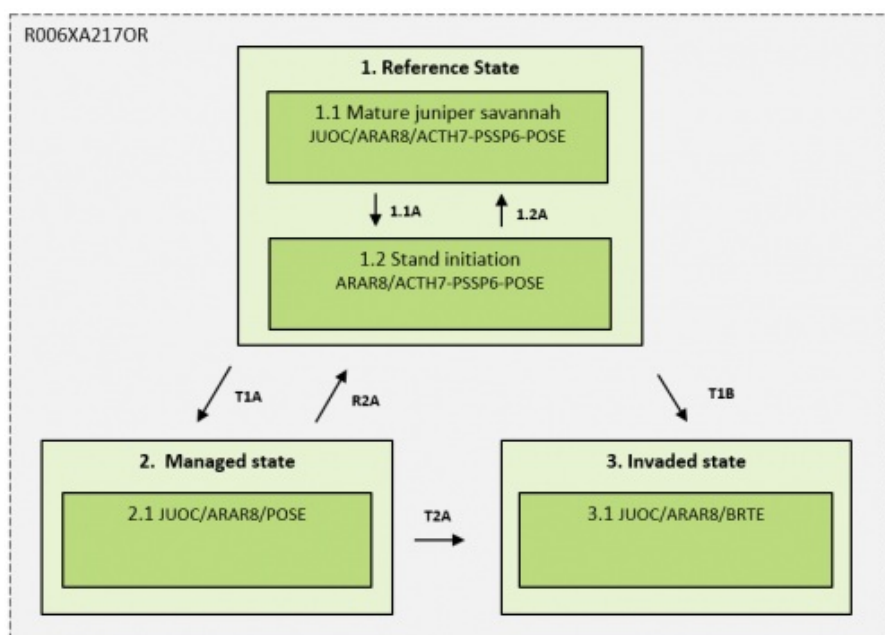 R006XA217OR
1. Reference State
1.1 Mature juniper savannah
JUOC/ARAR8/ACTH7-PSSP6-POSE
1.1A
1.2A
1.2 Stand initiation
ARAR8/ACTH7-PSSP6-POSE
T1A
R2A
T1B
2. Managed state
2.1 JUOC/ARAR8/POSE
T2A
3. Invaded state
3.1 JUOC/ARAR8/BRTE